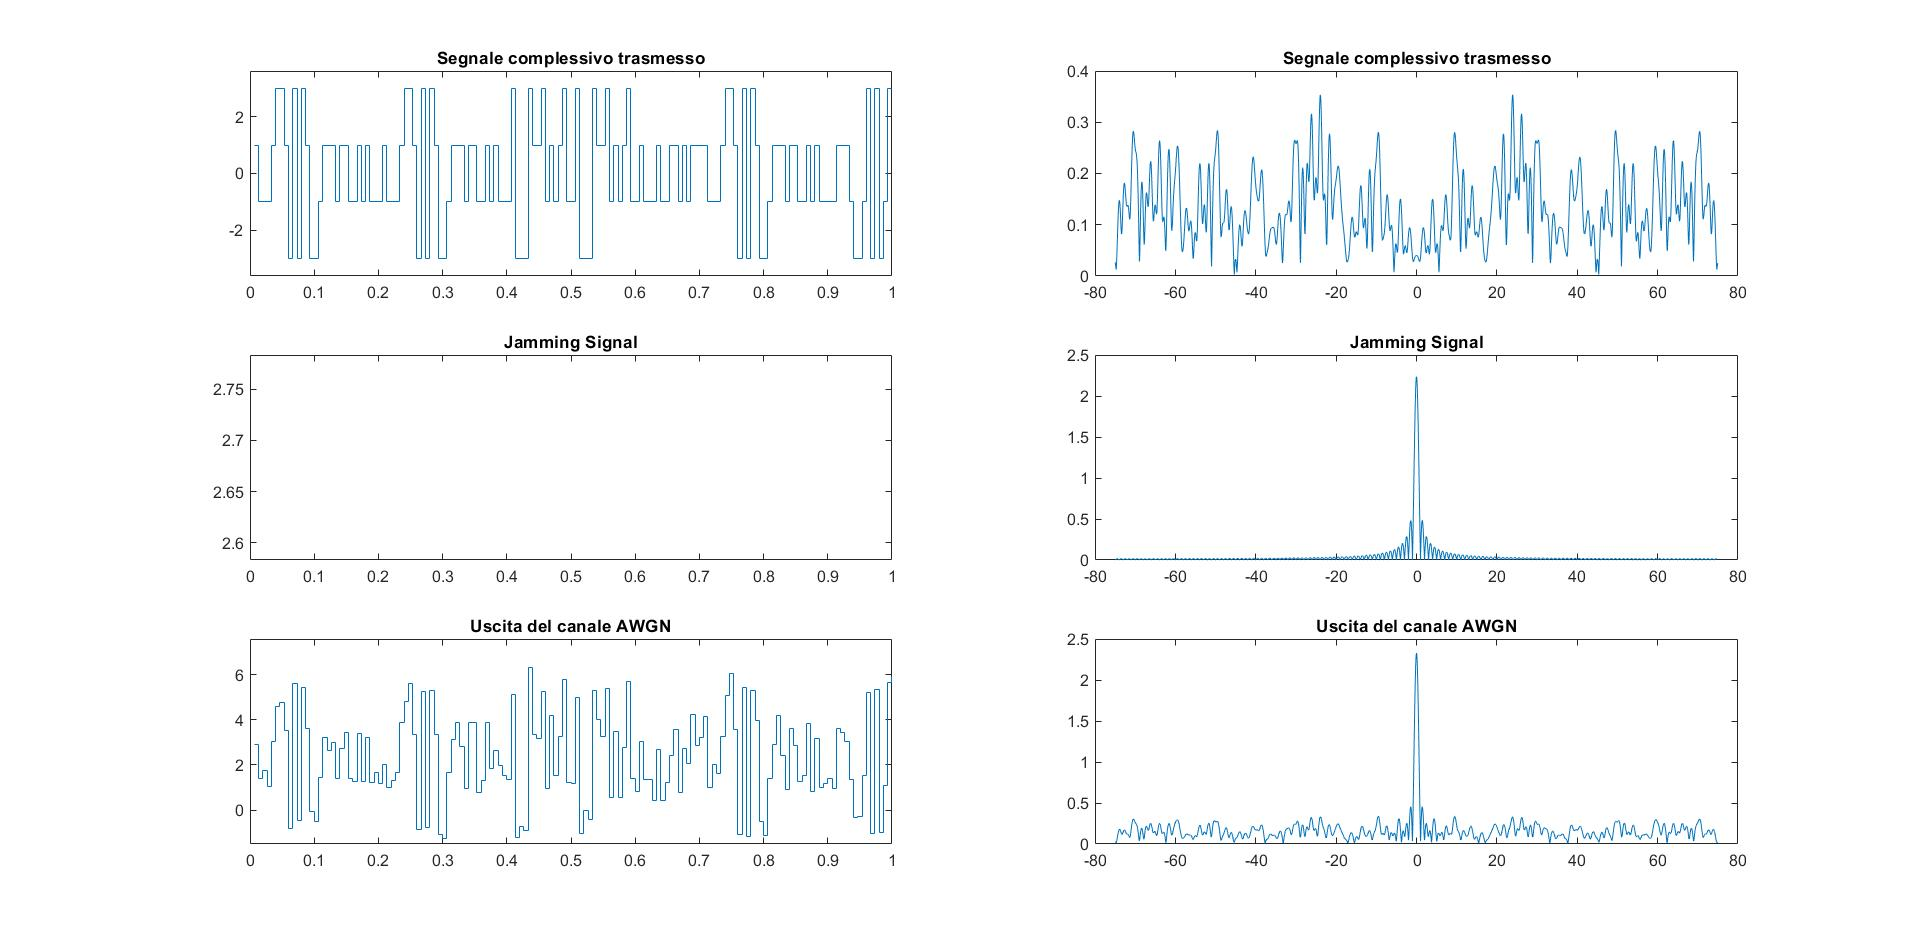 Segnale complessivo trasmesso
2
0
-2
0 0.1 0.2 0.3 0.4 0.5 0.6 0.7 0.8 0.9 1
Segnale complessivo trasmesso
0.4
0.3
0.2
0.1
0
-80 -60 -40 -20 0 20 40 60 80
Jamming Signal
2.75
2.7
2.65
2.6
0 0.1 0.2 0.3 0.4 0.5 0.6 0.7 0.8 0.9 1
Jamming Signal
2.5
2
1.5
1
0.5
0
-80 -60 -40 -20 0 20 40 60 80
Uscita del canale AWGN
6
4
2
0
0 0.1 0.2 0.3 0.4 0.5 0.6 0.7 0.8 0.9 1
Uscita del canale AWGN
2.5
2
1.5
1
0.5
0
-80 -60 -40 -20 0 20 40 60 80